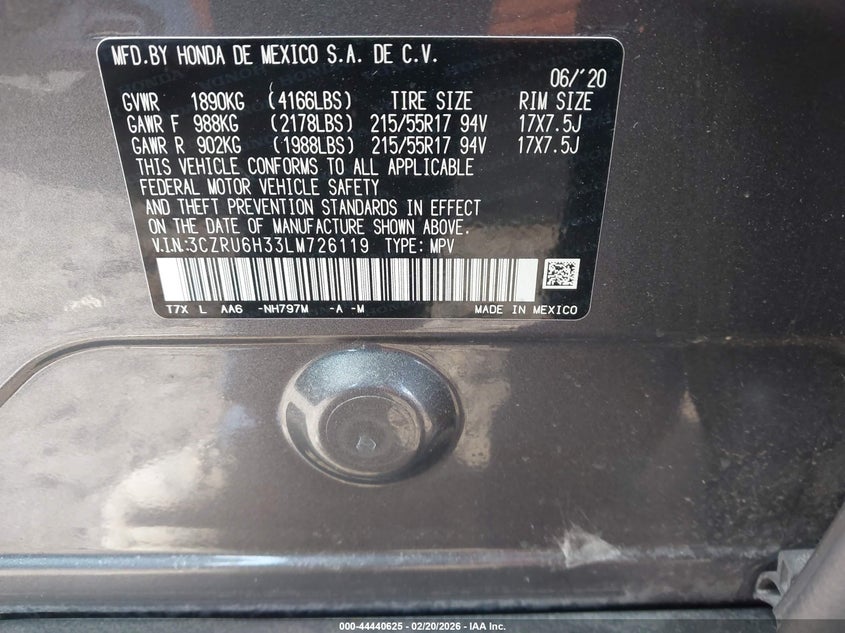 MFD.BY HONDA DE MEXICO S.A. DE C.V.
06/'20
GVWR 1890KG (4166LBS) TIRE SIZE RIM SIZE
GAWR F 988KG (2178LBS) 215/55R17 94V 17X7.5J
GAWR R 902KG (1988LBS) 215/55R17 94V 17X7.5J
THIS VEHICLE CONFORMS TO ALL APPLICABLE
FEDERAL MOTOR VEHICLE SAFETY
AND THEFT PREVENTION STANDARDS IN EFFECT
ON THE DATE OF MANUFACTURE SHOWN ABOVE.
V.I.N:3CZRU6H33LM726119 TYPE: MPV
T7X L AA6 -NH797M -A -M MADE IN MEXICO
000-44440625 - 02/20/2026 - IAA Inc.